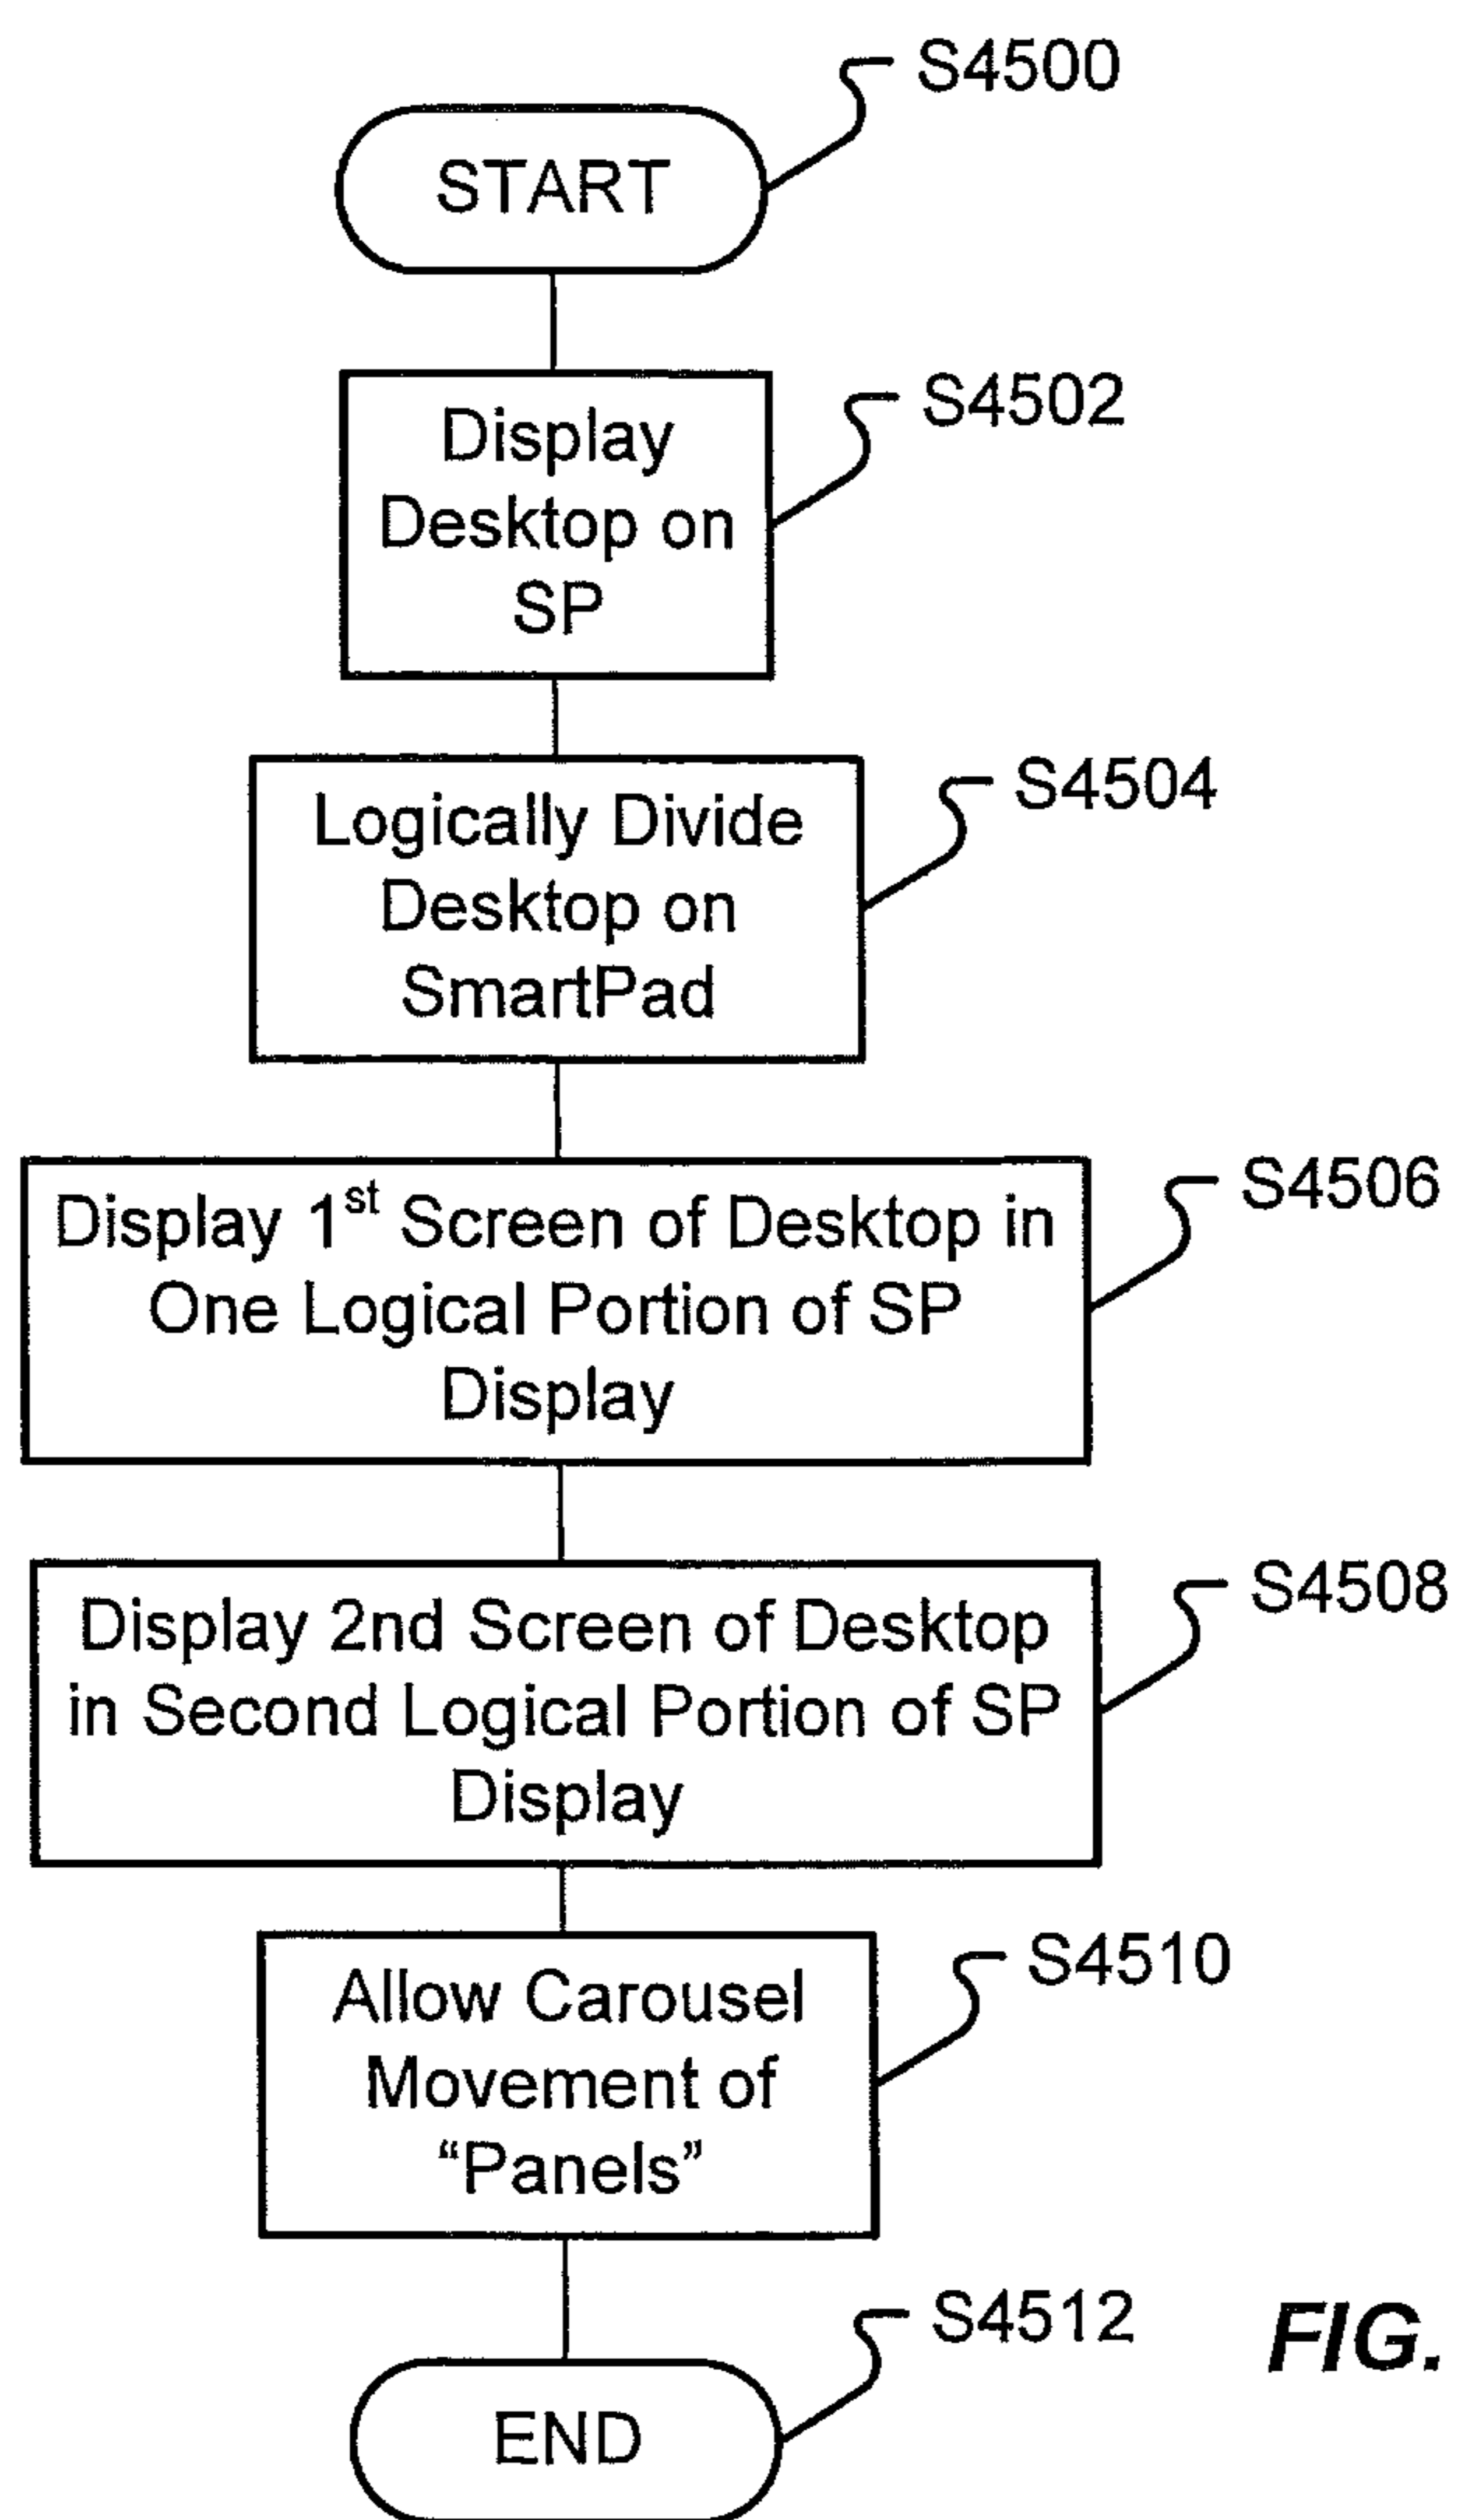 S4500
START
S4502
Display
Desktop on
SP
S4504
Logically Divide
Desktop on
SmartPad
S4506
Display 1st Screen of Desktop in
One Logical Portion of SP
Display
S4508
Display 2nd Screen of Desktop
in Second Logical Portion of SP
Display
S4510
Allow Carousel
Movement of
“Panels”
S4512
FIG.
END